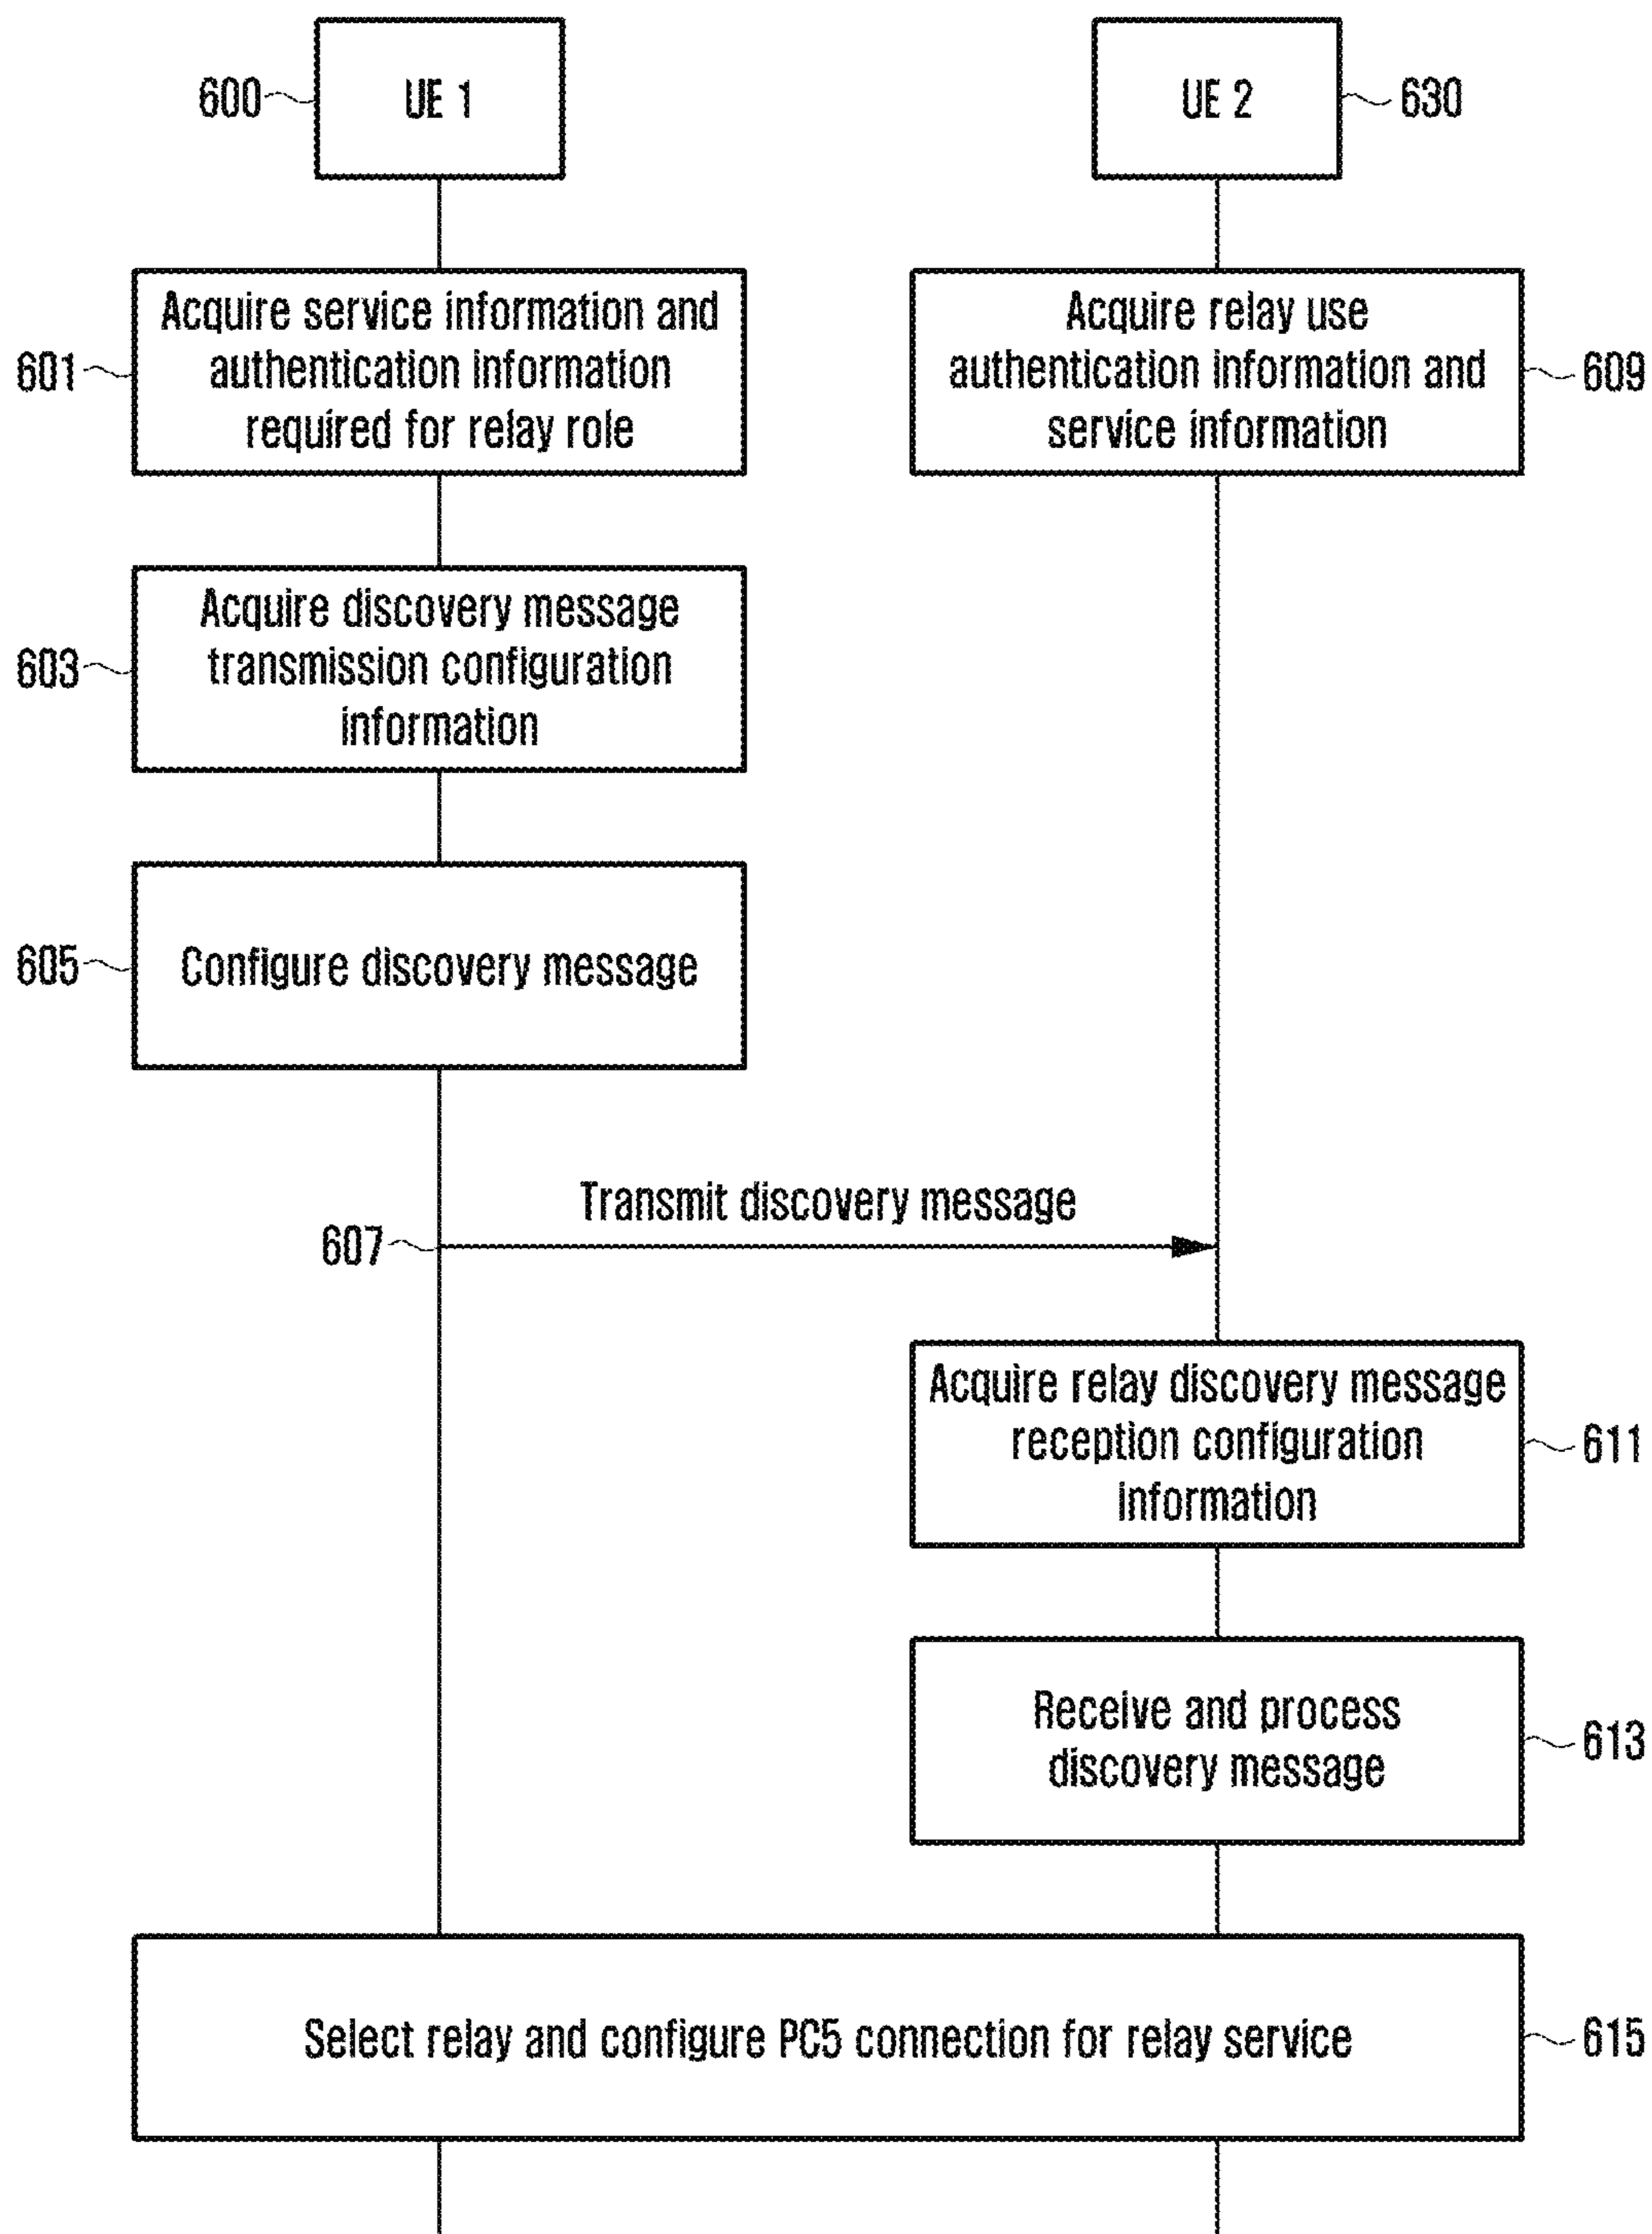 600
UE 1
UE 2
630
601
Acquire service information and
authentication information
required for relay role
Acquire relay use
authentication information and
service information
609
603
Acquire discovery message
transmission configuration
information
605
Configure discovery message
Transmit discovery message
607
Acquire relay discovery message
reception configuration
information
611
Receive and process
discovery message
613
Select relay and configure PC5 connection for relay service
615